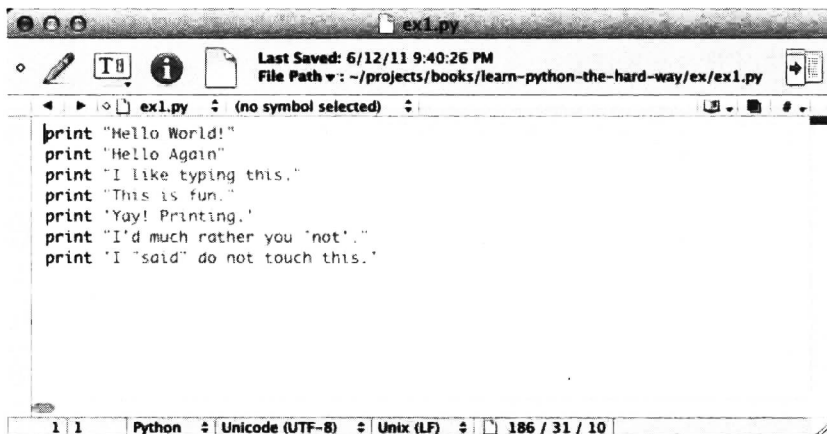 ex1.py
T
Last Saved: 6/12/11 9:40:26 PM
File Path ▾ : ~/projects/books/learn-python-the-hard-way/ex/ex1.py
ex1.py (no symbol selected) #
print "Hello World!"
print "Hello Again"
print "I like typing this."
print "This is fun."
print 'Yay! Printing.'
print "I'd much rather you 'not'."
print 'I "said" do not touch this.'
1 1 Python Unicode (UTF-8) Unix (LF) 186 / 31 / 10